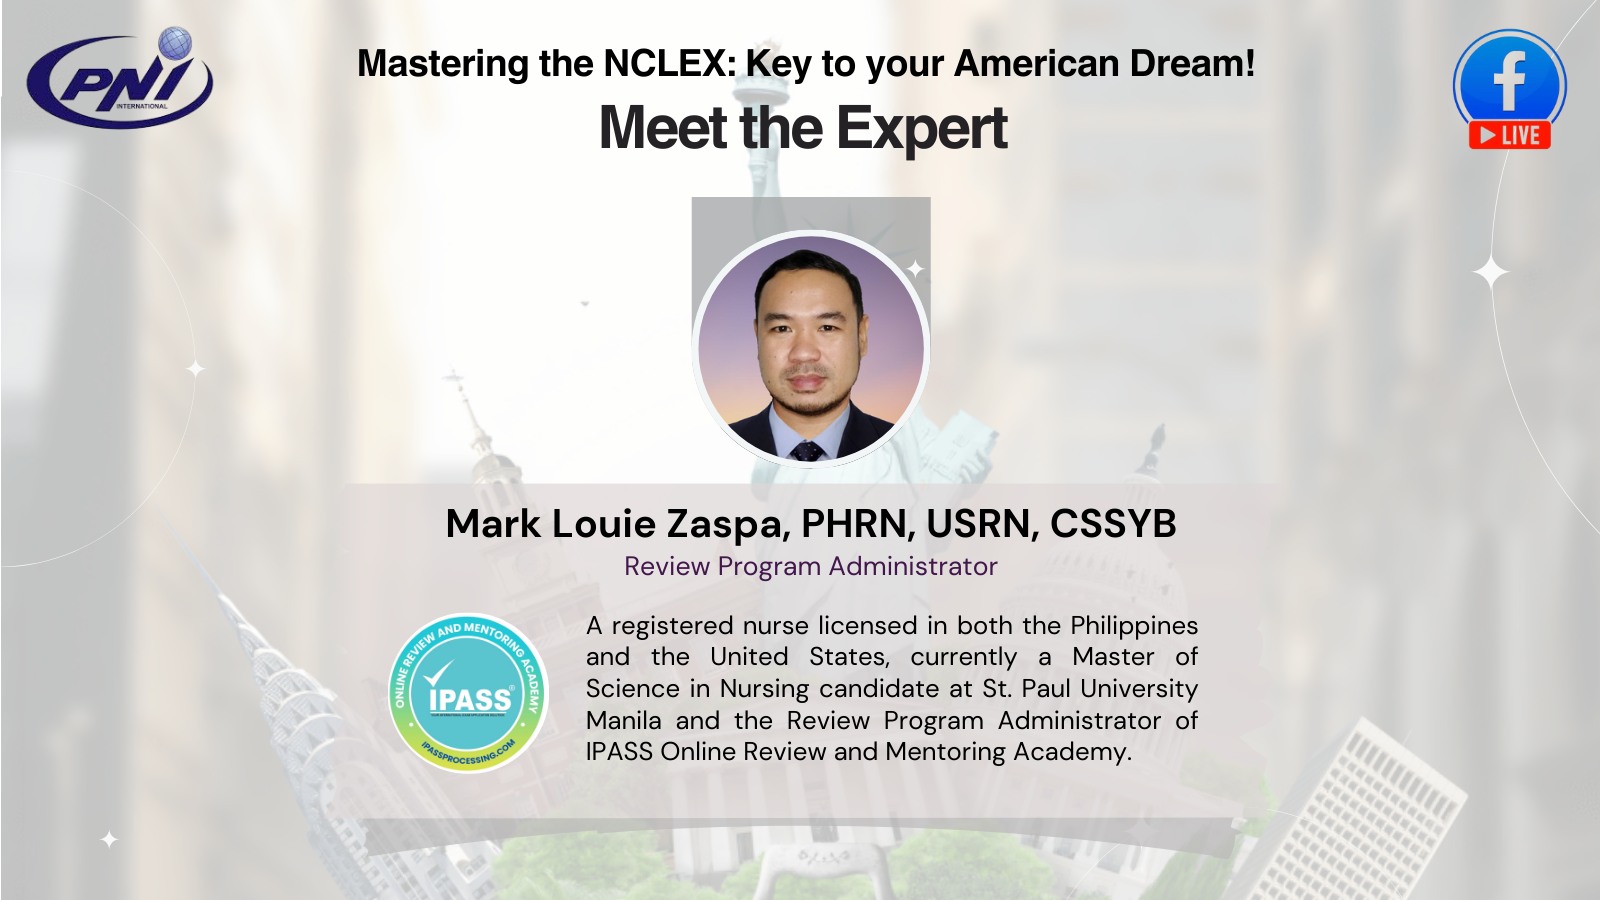 PNI
INTERNATIONAL
Mastering the NCLEX: Key to your American Dream!
Meet the Expert
f
LIVE
Mark Louie Zaspa, PHRN, USRN, CSSYB
Review Program Administrator
ONLINE REVIEW AND MENTORING ACADEMY
IPASS®
IPASSPROCESSING.COM
A registered nurse licensed in both the Philippines
and the United States, currently a Master of
Science in Nursing candidate at St. Paul University
Manila and the Review Program Administrator of
IPASS Online Review and Mentoring Academy.